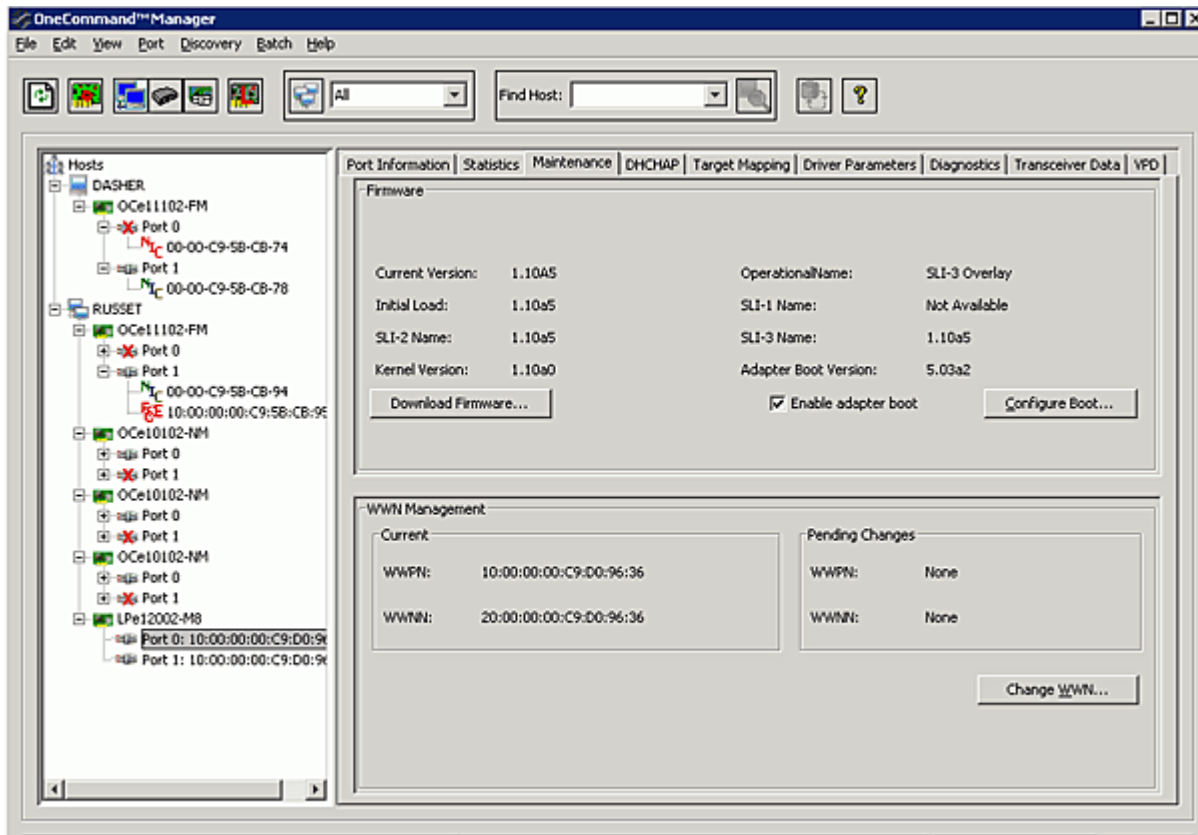 OneCommand™Manager
File Edit View Port Discovery Batch Help
All Find Host:
Hosts
DASHER
OCe11102-FM
Port 0
NIC 00-00-C9-5B-CB-74
Port 1
NIC 00-00-C9-5B-CB-78
RUSSET
OCe11102-FM
Port 0
Port 1
NIC 00-00-C9-5B-CB-94
FCoE 10:00:00:00:C9:5B:CB:95
OCe10102-NM
Port 0
Port 1
OCe10102-NM
Port 0
Port 1
OCe10102-NM
Port 0
Port 1
LPe12002-M8
Port 0: 10:00:00:00:C9:D0:96
Port 1: 10:00:00:00:C9:D0:96
Port Information Statistics Maintenance DHCHAP Target Mapping Driver Parameters Diagnostics Transceiver Data VPD
Firmware
Current Version: 1.10A5 OperationalName: SLI-3 Overlay
Initial Load: 1.10a5 SLI-1 Name: Not Available
SLI-2 Name: 1.10a5 SLI-3 Name: 1.10a5
Kernel Version: 1.10a0 Adapter Boot Version: 5.03a2
Download Firmware... Enable adapter boot Configure Boot...
WWN Management
Current Pending Changes
WWPN: 10:00:00:00:C9:D0:96:36 WWPN: None
WWNN: 20:00:00:00:C9:D0:96:36 WWNN: None
Change WWN...